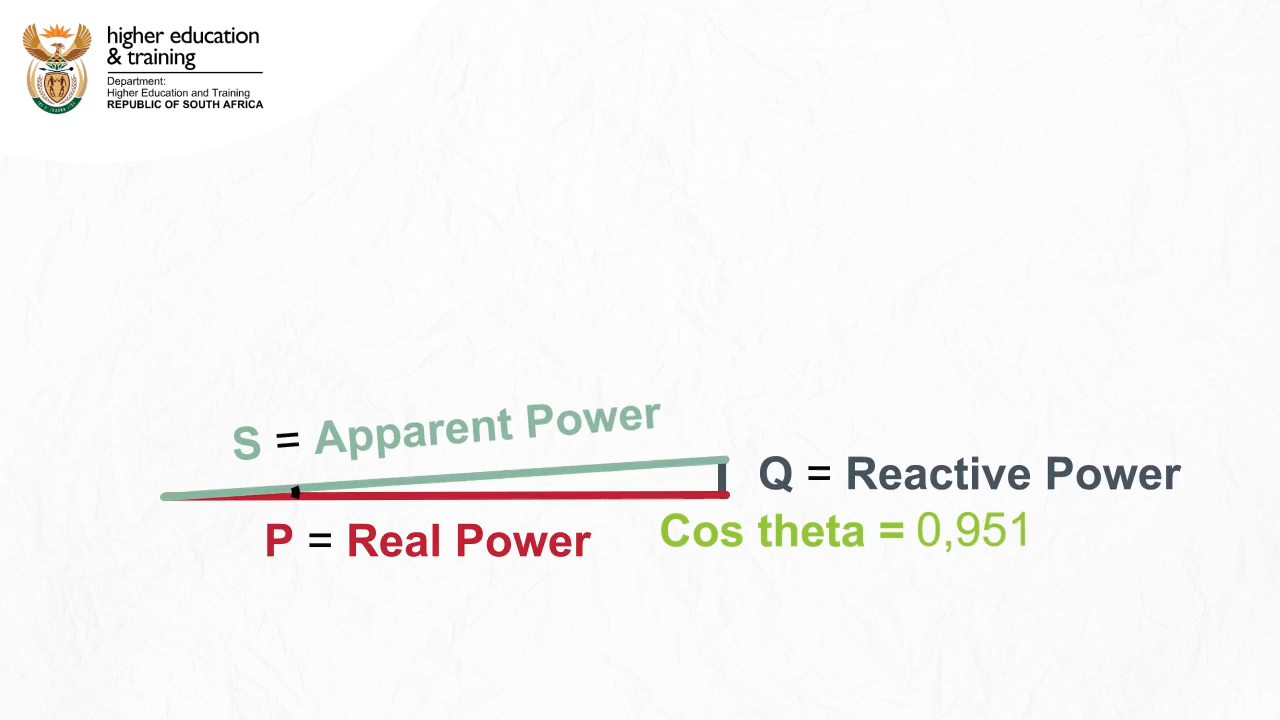 higher education
& training
Department:
Higher Education and Training
REPUBLIC OF SOUTH AFRICA
S = Apparent Power
Q = Reactive Power
P = Real Power
Cos theta = 0,951